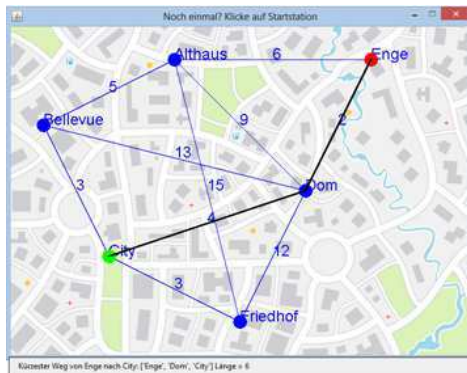 Noch einmal? Klicke auf Startstation
Althaus
6
Enge
5
Bellevue
9
2
13
3
15
Dom
4
City
12
3
Friedhof
Kürzester Weg von Enge nach City: ['Enge', 'Dom', 'City'] Länge = 6